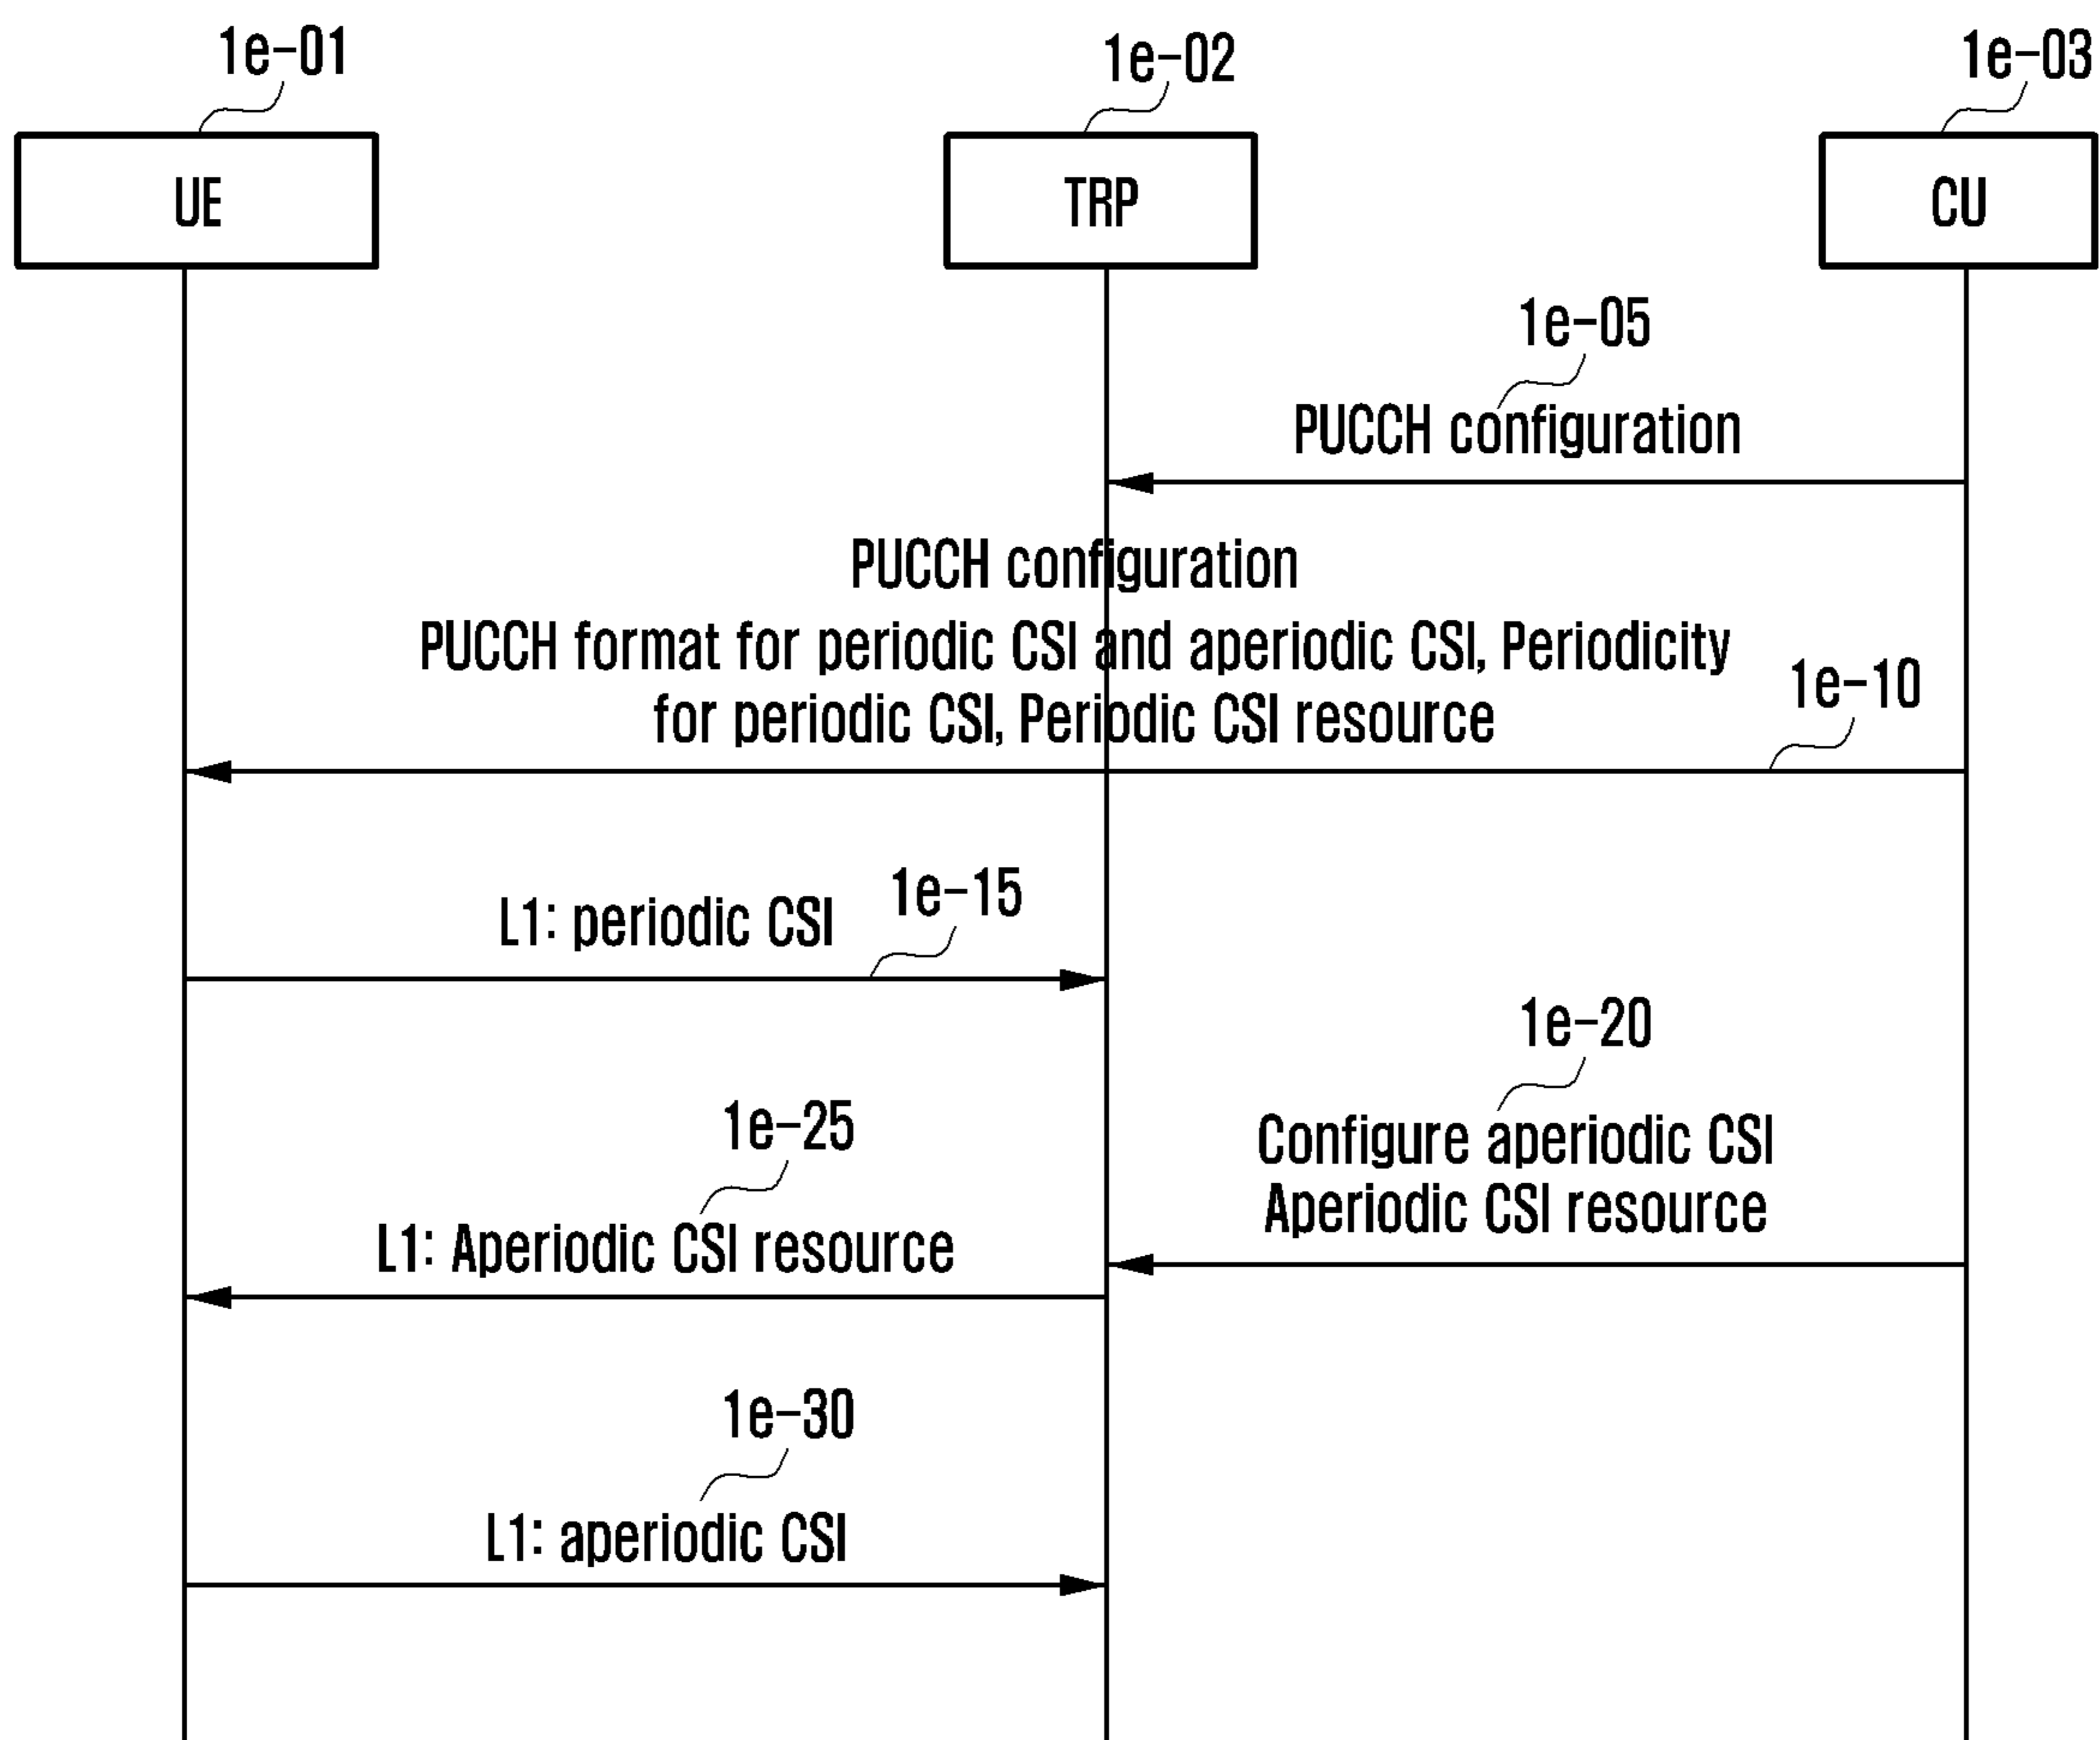 1e-01
1e-02
1e-03
UE
TRP
CU
1e-05
PUCCH configuration
PUCCH configuration
PUCCH format for periodic CSI and aperiodic CSI, Periodicity
for periodic CSI, Periodic CSI resource
1e-10
1e-15
L1: periodic CSI
1e-20
Configure aperiodic CSI
Aperiodic CSI resource
1e-25
L1: Aperiodic CSI resource
1e-30
L1: aperiodic CSI